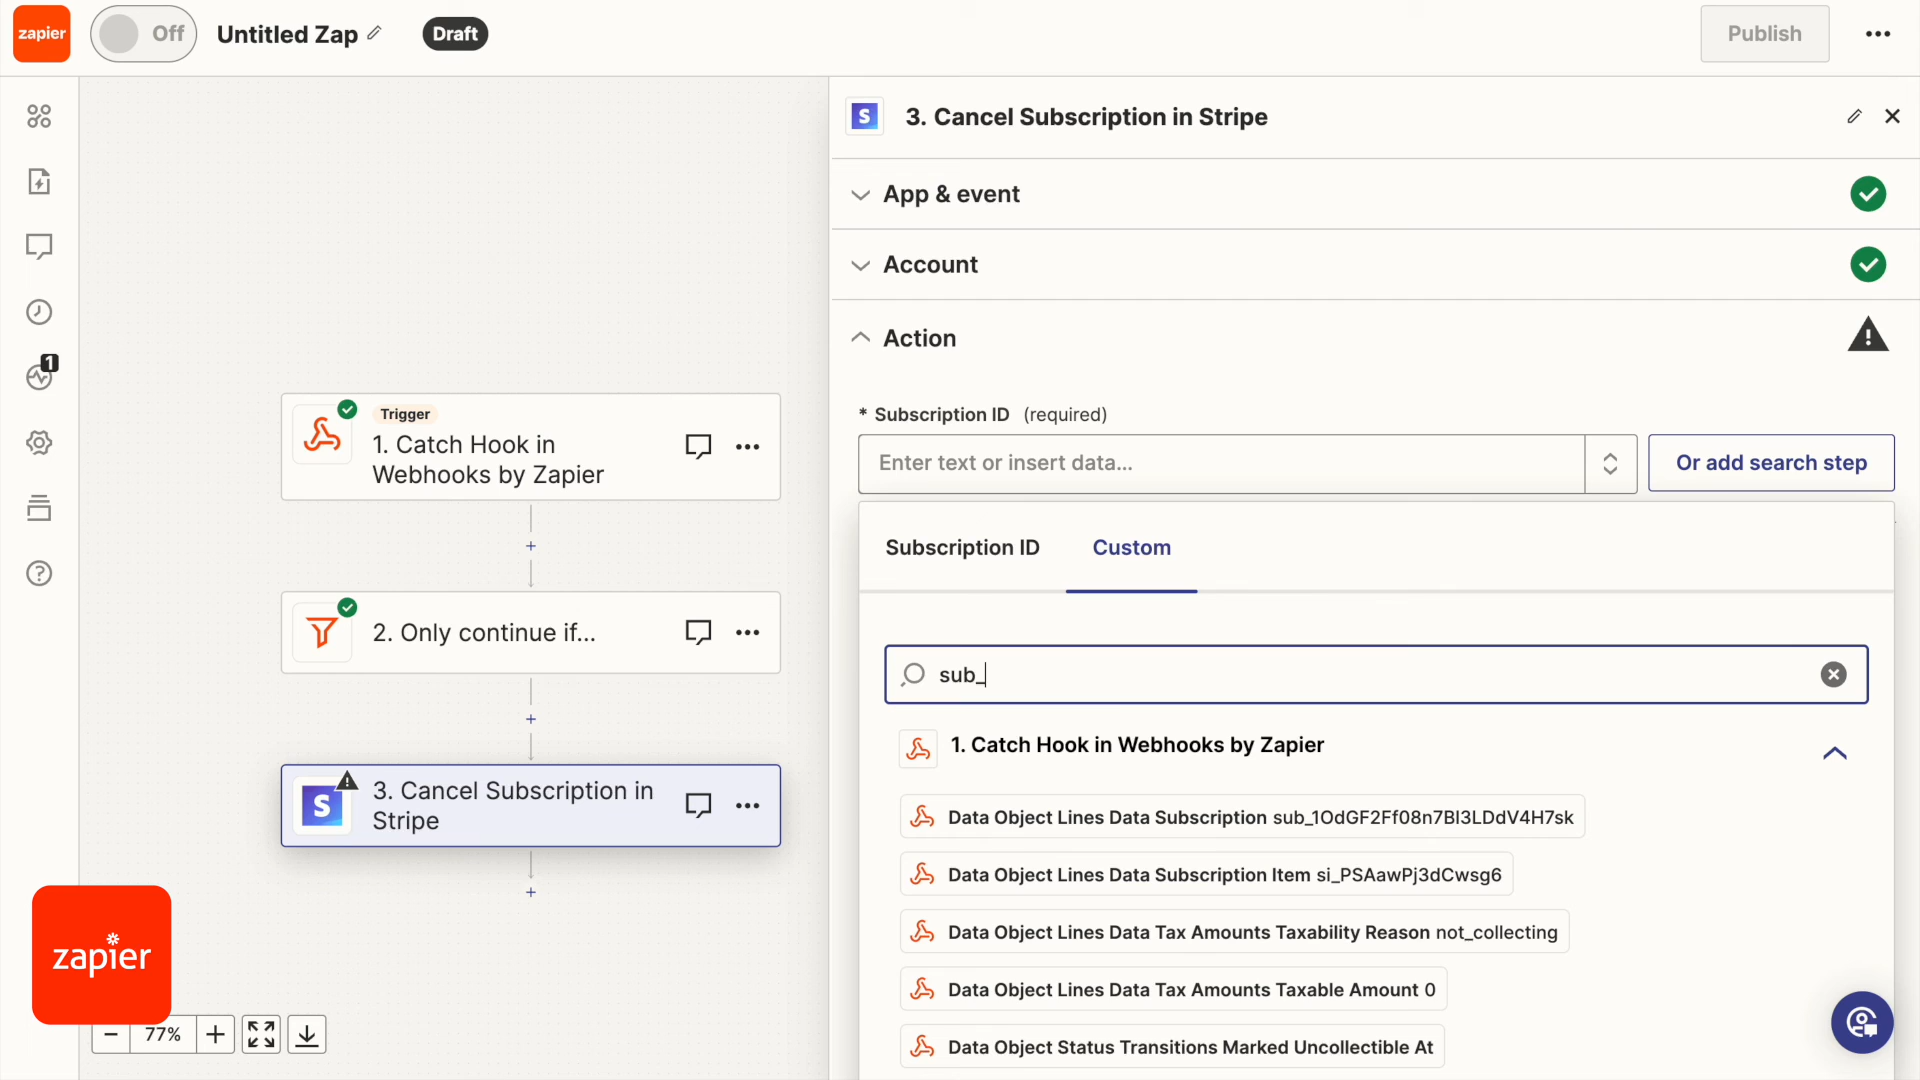 zapier
Off
Untitled Zap
Draft
Publish
1
Trigger
1. Catch Hook in
Webhooks by Zapier
2. Only continue if...
3. Cancel Subscription in
Stripe
zapier
77%
S
3. Cancel Subscription in Stripe
App & event
Account
Action
* Subscription ID (required)
Enter text or insert data...
Or add search step
Subscription ID
Custom
sub_
1. Catch Hook in Webhooks by Zapier
Data Object Lines Data Subscription sub_1OdGF2Ff08n7BI3LDdV4H7sk
Data Object Lines Data Subscription Item si_PSAawPj3dCwsg6
Data Object Lines Data Tax Amounts Taxability Reason not_collecting
Data Object Lines Data Tax Amounts Taxable Amount 0
Data Object Status Transitions Marked Uncollectible At